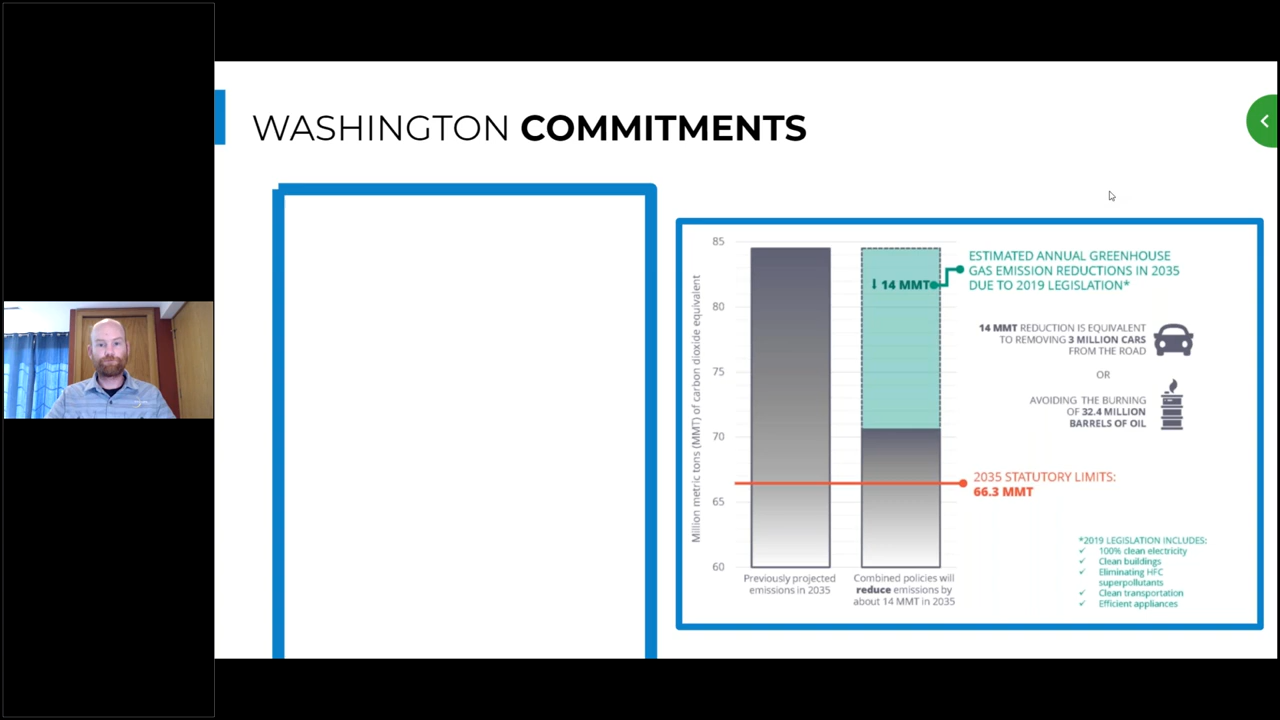 WASHINGTON COMMITMENTS
85
80
75
70
65
60
Million metric tons (MMT) of carbon dioxide equivalent
14 MMT
ESTIMATED ANNUAL GREENHOUSE
GAS EMISSION REDUCTIONS IN 2035
DUE TO 2019 LEGISLATION*
14 MMT REDUCTION IS EQUIVALENT
TO REMOVING 3 MILLION CARS
FROM THE ROAD
OR
AVOIDING THE BURNING
OF 32.4 MILLION
BARRELS OF OIL
2035 STATUTORY LIMITS:
66.3 MMT
*2019 LEGISLATION INCLUDES:
100% clean electricity
Clean buildings
Eliminating HFC
superpollutants
Clean transportation
Efficient appliances
Previously projected
emissions in 2035
Combined policies will
reduce emissions by
about 14 MMT in 2035